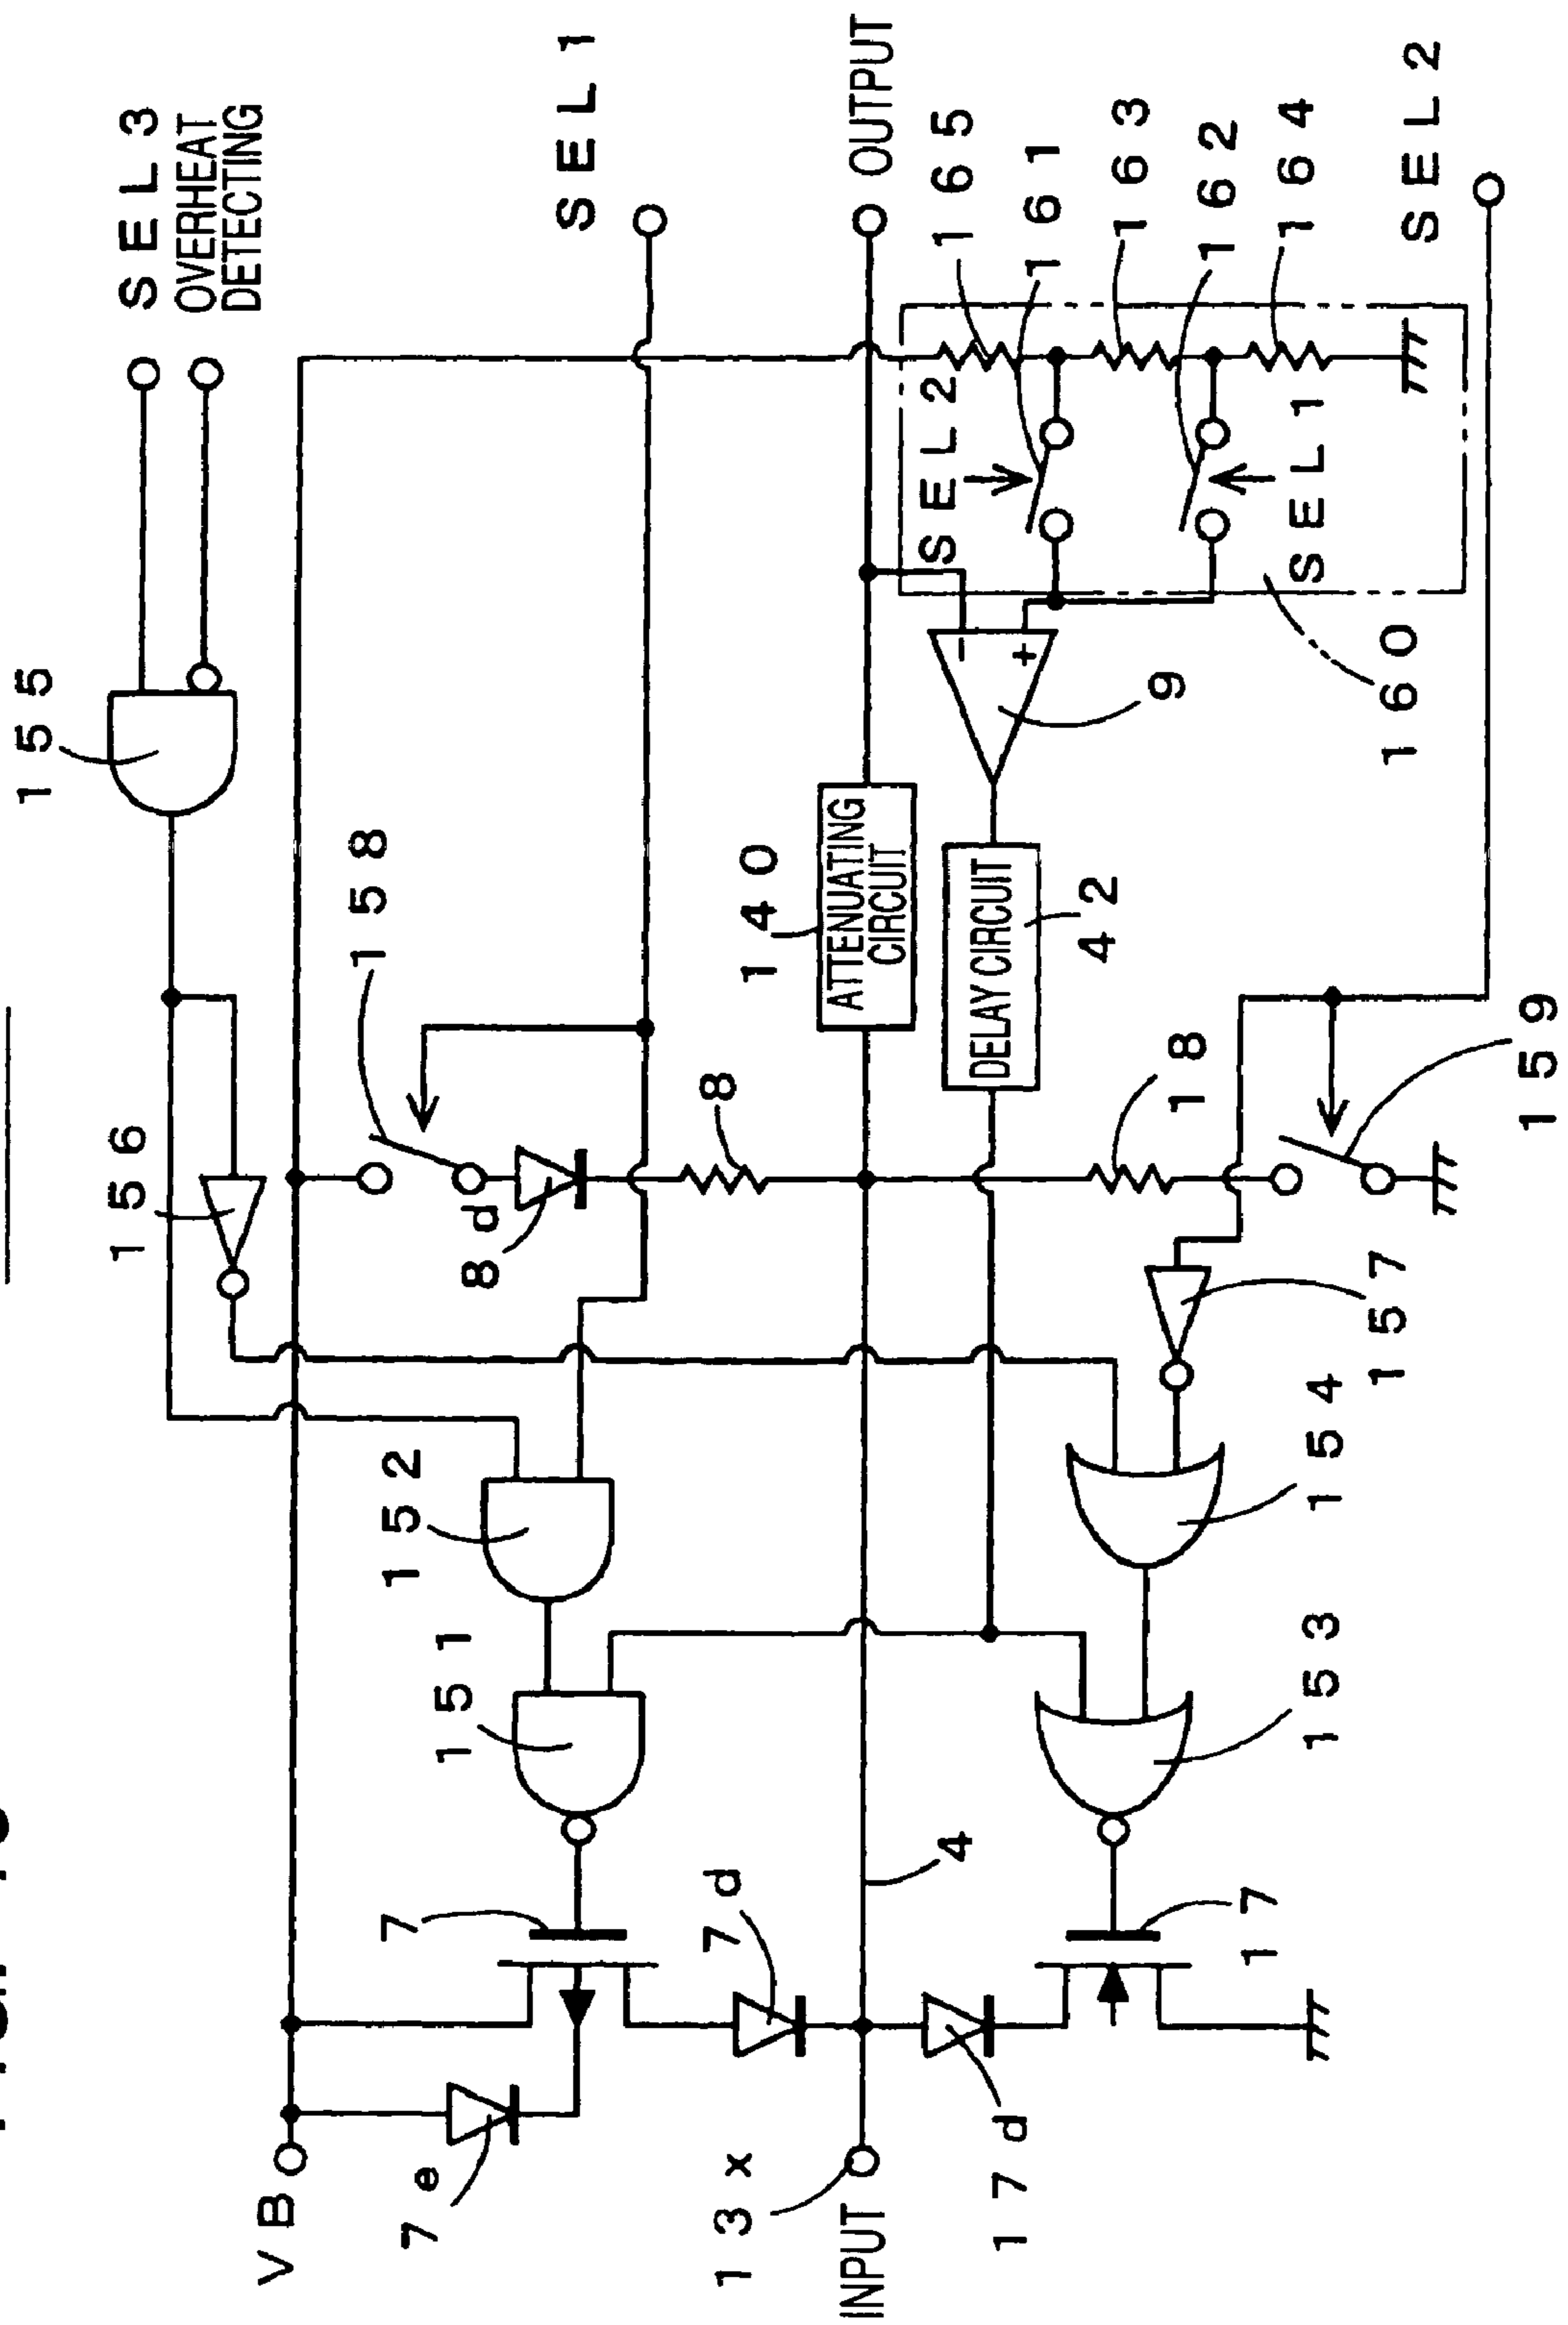 SEL3
OVERHEAT
DETECTING
155
156
158
SEL1
152
151
8d
8
140
ATTENUATING
CIRCUIT
OUTPUT
165
161
163
162
164
SEL2
SEL2
SEL1
160
9
DELAY CIRCUIT
42
18
159
157
154
153
VB
7e
7
7d
4
13x
INPUT
17d
17